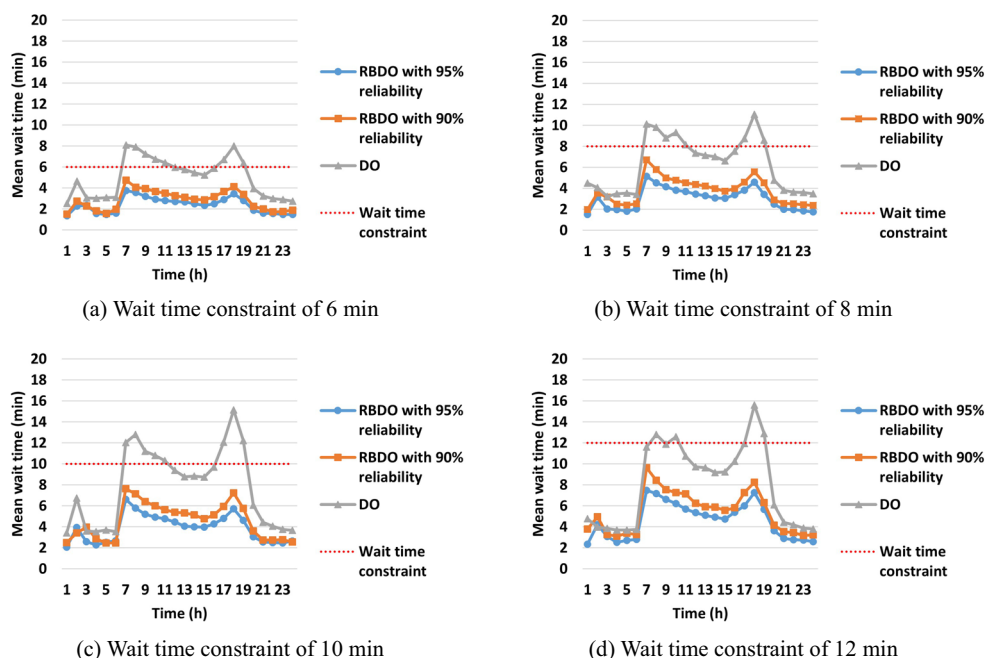 20
18
16
14
12
10
8
6
4
2
0
Mean wait time (min)
1 3 5 7 9 11 13 15 17 19 21 23
Time (h)
RBDO with 95%
reliability
RBDO with 90%
reliability
DO
Wait time
constraint
(a) Wait time constraint of 6 min
20
18
16
14
12
10
8
6
4
2
0
Mean wait time (min)
1 3 5 7 9 11 13 15 17 19 21 23
Time (h)
RBDO with 95%
reliability
RBDO with 90%
reliability
DO
Wait time
constraint
(b) Wait time constraint of 8 min
20
18
16
14
12
10
8
6
4
2
0
Mean wait time (min)
1 3 5 7 9 11 13 15 17 19 21 23
Time (h)
RBDO with 95%
reliability
RBDO with 90%
reliability
DO
Wait time
constraint
(c) Wait time constraint of 10 min
20
18
16
14
12
10
8
6
4
2
0
Mean wait time (min)
1 3 5 7 9 11 13 15 17 19 21 23
Time (h)
RBDO with 95%
reliability
RBDO with 90%
reliability
DO
Wait time
constraint
(d) Wait time constraint of 12 min